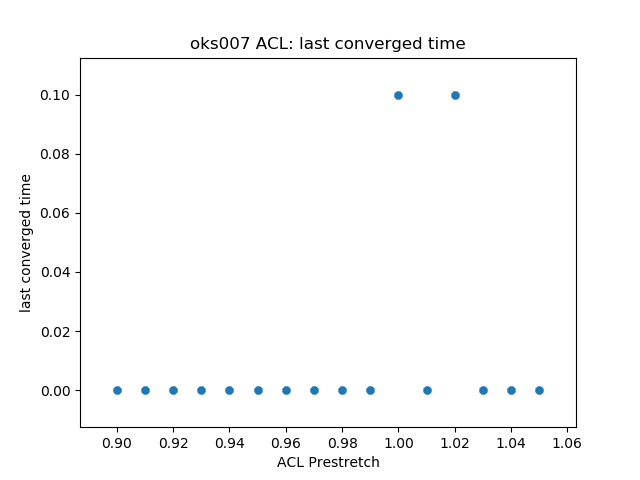 oks007 ACL: last converged time
last converged time
0.10
0.08
0.06
0.04
0.02
0.00
0.90 0.92 0.94 0.96 0.98 1.00 1.02 1.04 1.06
ACL Prestretch